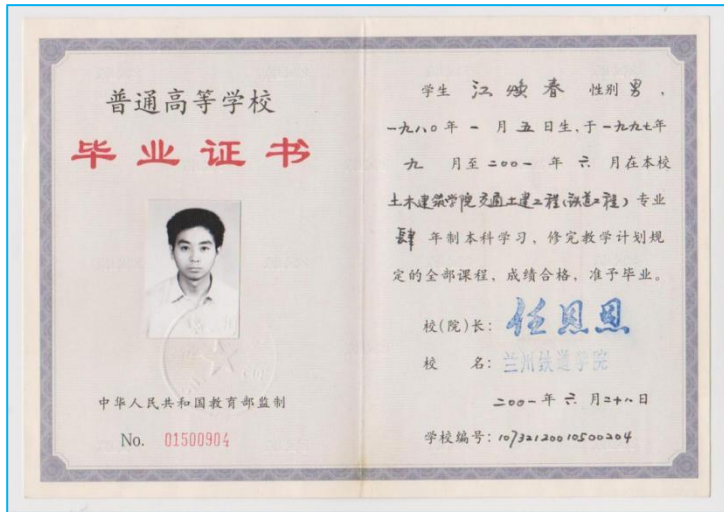 普通高等学校
毕业证书
中华人民共和国教育部监制
No. 01500904
学生 江焕春 性别 男，
一九八〇年 一 月 五 日生，于一九九七年
九 月至二〇〇一 年 六 月在本校
土木建筑学院交通土建工程(铁道工程) 专业
肆 年制本科学习，修完教学计划规
定的全部课程，成绩合格，准予毕业。
校(院)长： 任恩恩
校 名： 兰州铁道学院
二〇〇一年 六 月二十八日
学校编号：10732120010500204